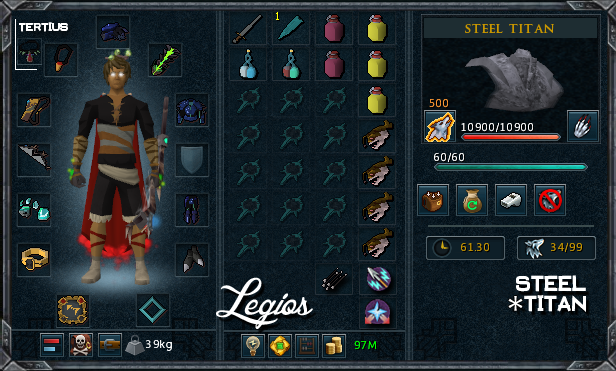 TERTIUS
1
STEEL TITAN
500
10900/10900
60/60
61.30
34/99
Legios
STEEL
*TITAN
39kg
97M